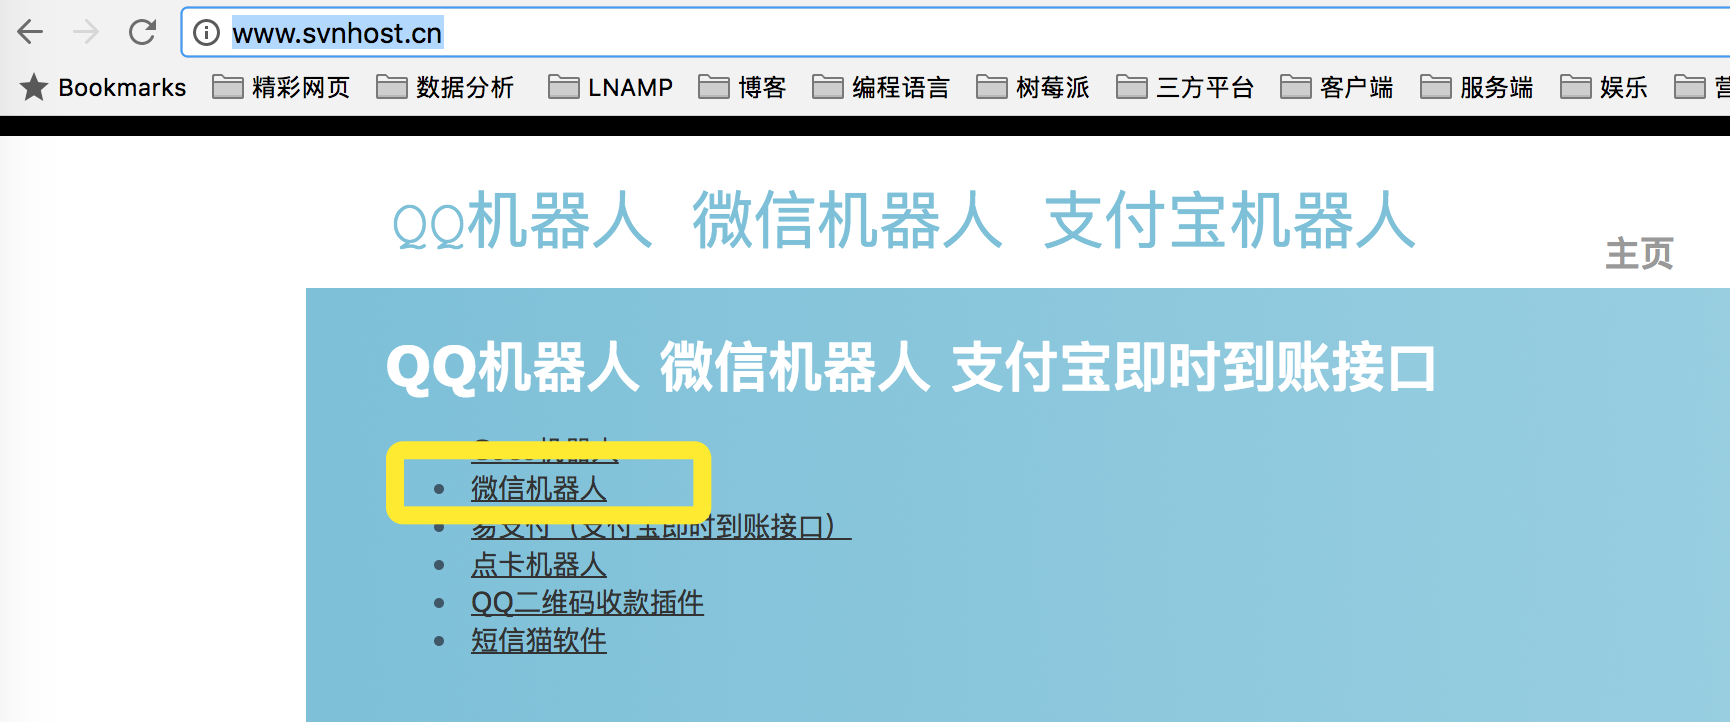 www.svnhost.cn
Bookmarks 精彩网页 数据分析 LNAMP 博客 编程语言 树莓派 三方平台 客户端 服务端 娱乐
QQ机器人 微信机器人 支付宝机器人
主页
QQ机器人 微信机器人 支付宝即时到账接口
机器人
微信机器人
易支付（支付宝即时到账接口）
点卡机器人
QQ二维码收款插件
短信猫软件